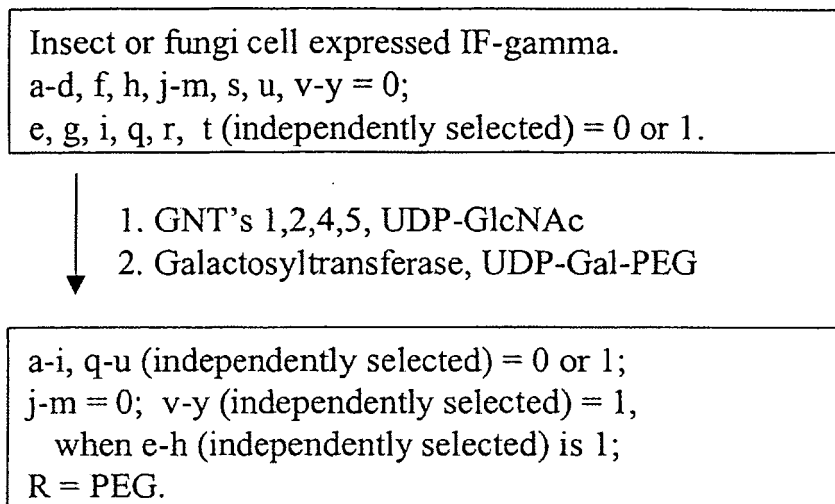 Insect or fungi cell expressed IF-gamma.
a-d, f, h, j-m, s, u, v-y = 0;
e, g, i, q, r, t (independently selected) = 0 or 1.
1. GNT's 1,2,4,5, UDP-GlcNAc
2. Galactosyltransferase, UDP-Gal-PEG
a-i, q-u (independently selected) = 0 or 1;
j-m = 0; v-y (independently selected) = 1,
when e-h (independently selected) is 1;
R = PEG.